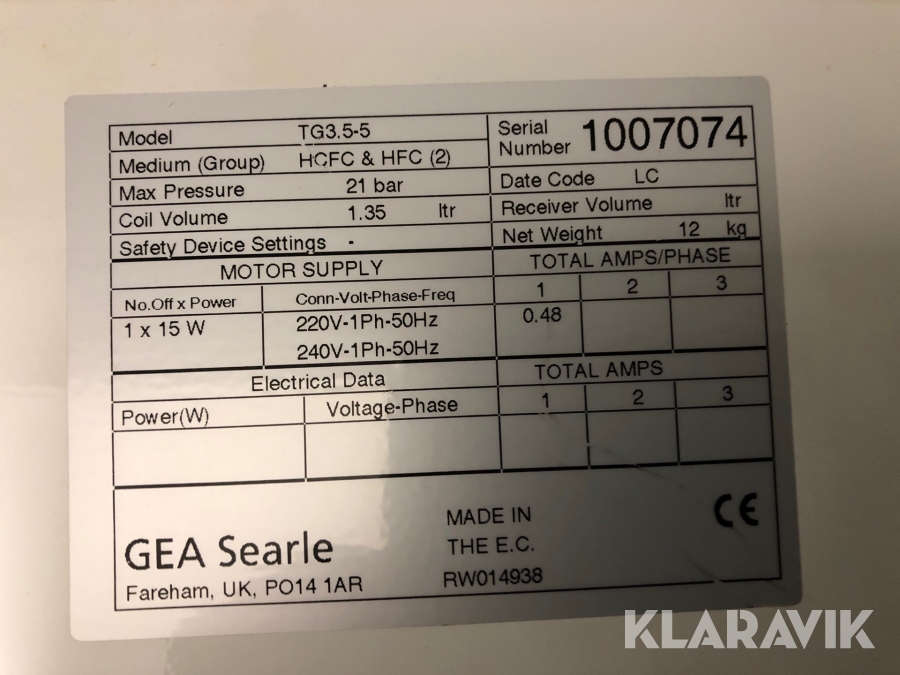 Model TG3.5-5
Serial Number 1007074
Medium (Group) HCFC & HFC (2)
Max Pressure 21 bar
Date Code LC
Coil Volume 1.35 ltr
Receiver Volume ltr
Safety Device Settings -
Net Weight 12 kg
MOTOR SUPPLY TOTAL AMPS/PHASE
No.Off x Power Conn-Volt-Phase-Freq 1 2 3
1 x 15 W 220V-1Ph-50Hz 0.48
240V-1Ph-50Hz
Electrical Data TOTAL AMPS
Power(W) Voltage-Phase 1 2 3
GEA Searle
Fareham, UK, PO14 1AR
MADE IN
THE E.C.
RW014938
CE
KLARAVIK